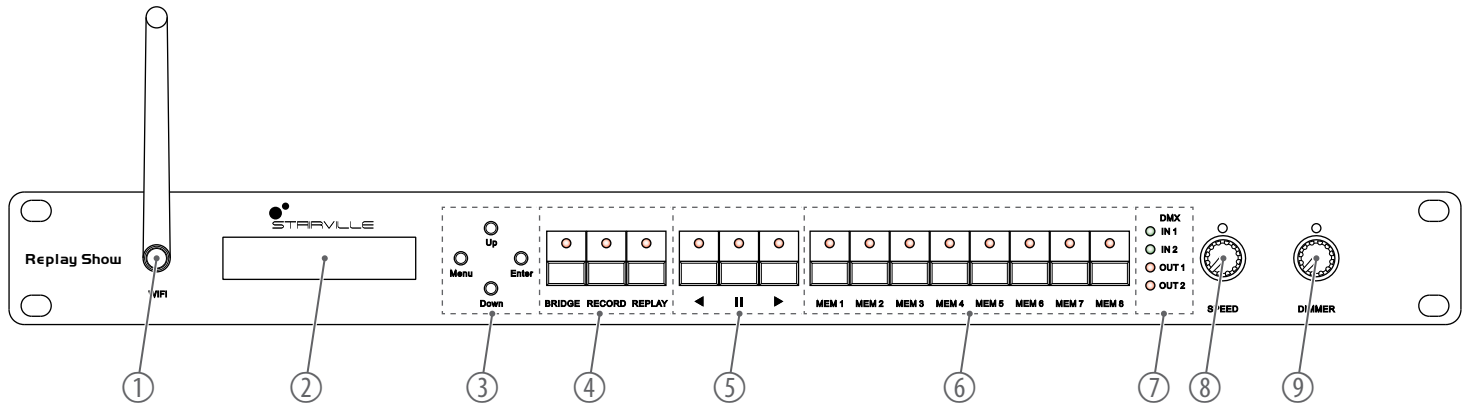 STAIRVILLE
Replay Show
WIFI
Up
Menu
Enter
Down
BRIDGE RECORD REPLAY
◀ II ▶
MEM 1 MEM 2 MEM 3 MEM 4 MEM 5 MEM 6 MEM 7 MEM 8
DMX
IN 1
IN 2
OUT 1
OUT 2
SPEED
DIMMER
① ② ③ ④ ⑤ ⑥ ⑦ ⑧ ⑨